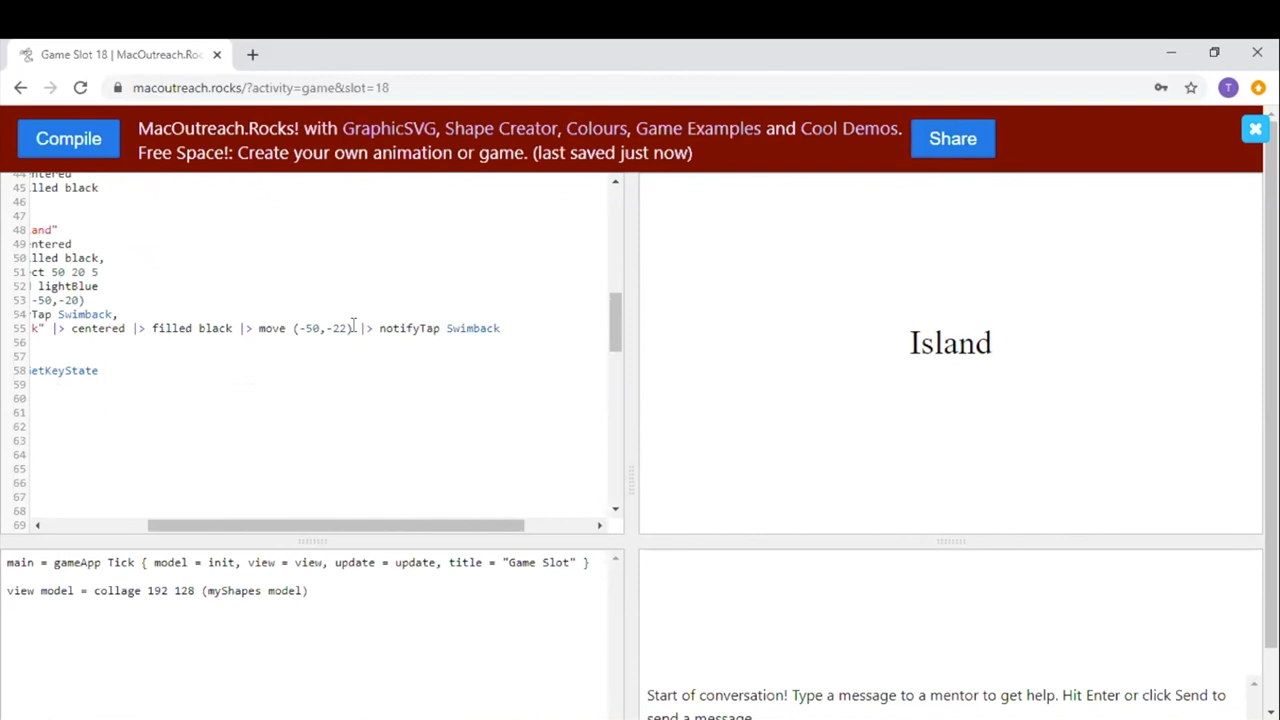 Game Slot 18 | MacOutreach.Roc
macoutreach.rocks/?activity=game&slot=18
T
Compile
MacOutreach.Rocks! with GraphicSVG, Shape Creator, Colours, Game Examples and Cool Demos.
Free Space!: Create your own animation or game. (last saved just now)
Share
44 ntered
45 lled black
46
47
48 and"
49 entered
50 lled black,
51 ct 50 20 5
52 lightBlue
53 -50,-20)
54 Tap Swimback,
55 k" |> centered |> filled black |> move (-50,-22) |> notifyTap Swimback
56
57
58 GetKeyState
59
60
61
62
63
64
65
66
67
68
69
Island
main = gameApp Tick { model = init, view = view, update = update, title = "Game Slot" }
view model = collage 192 128 (myShapes model)
Start of conversation! Type a message to a mentor to get help. Hit Enter or click Send to
send a message